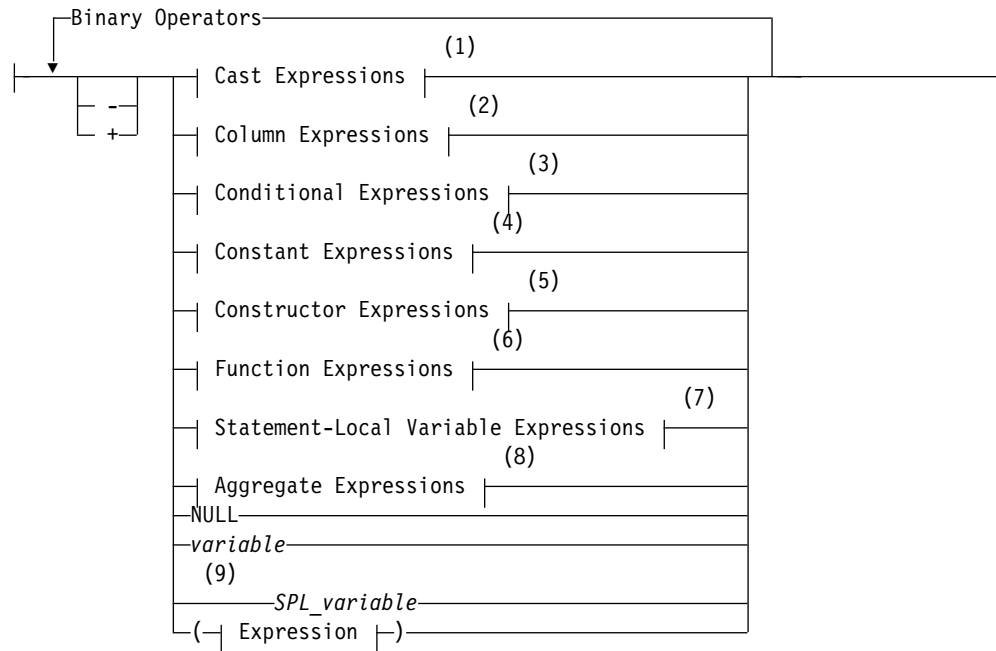 Binary Operators
(1)
Cast Expressions
-
(2)
+
Column Expressions
(3)
Conditional Expressions
(4)
Constant Expressions
(5)
Constructor Expressions
(6)
Function Expressions
(7)
Statement-Local Variable Expressions
(8)
Aggregate Expressions
NULL
variable
(9)
SPL_variable
( Expression )